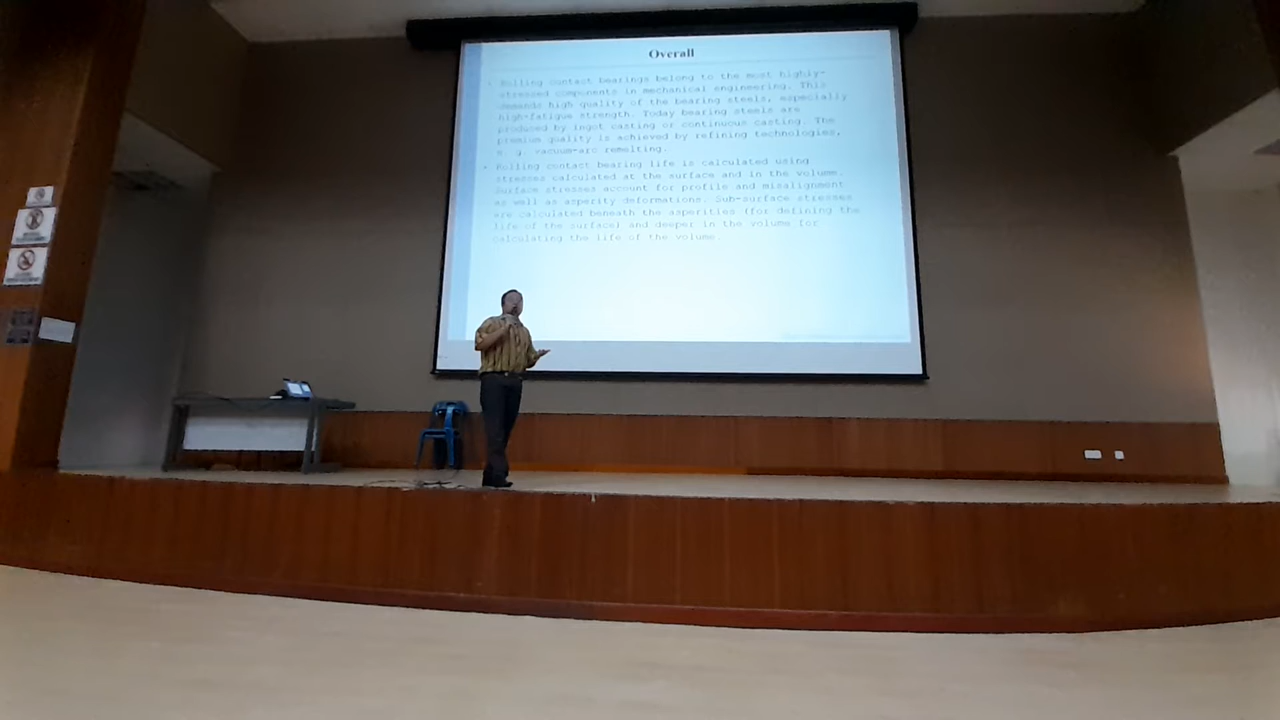 Overall
• Rolling contact bearings belong to the most highly-
stressed components in mechanical engineering. This
demands high quality of the bearing steels, especially
high-fatigue strength. Today bearing steels are
produced by ingot casting or continuous casting. The
premium quality is achieved by refining technologies,
e. g. vacuum-arc remelting.
• Rolling contact bearing life is calculated using
stresses calculated at the surface and in the volume.
Surface stresses account for profile and misalignment
as well as asperity deformations. Sub-surface stresses
are calculated beneath the asperities (for defining the
life of the surface) and deeper in the volume for
calculating the life of the volume.